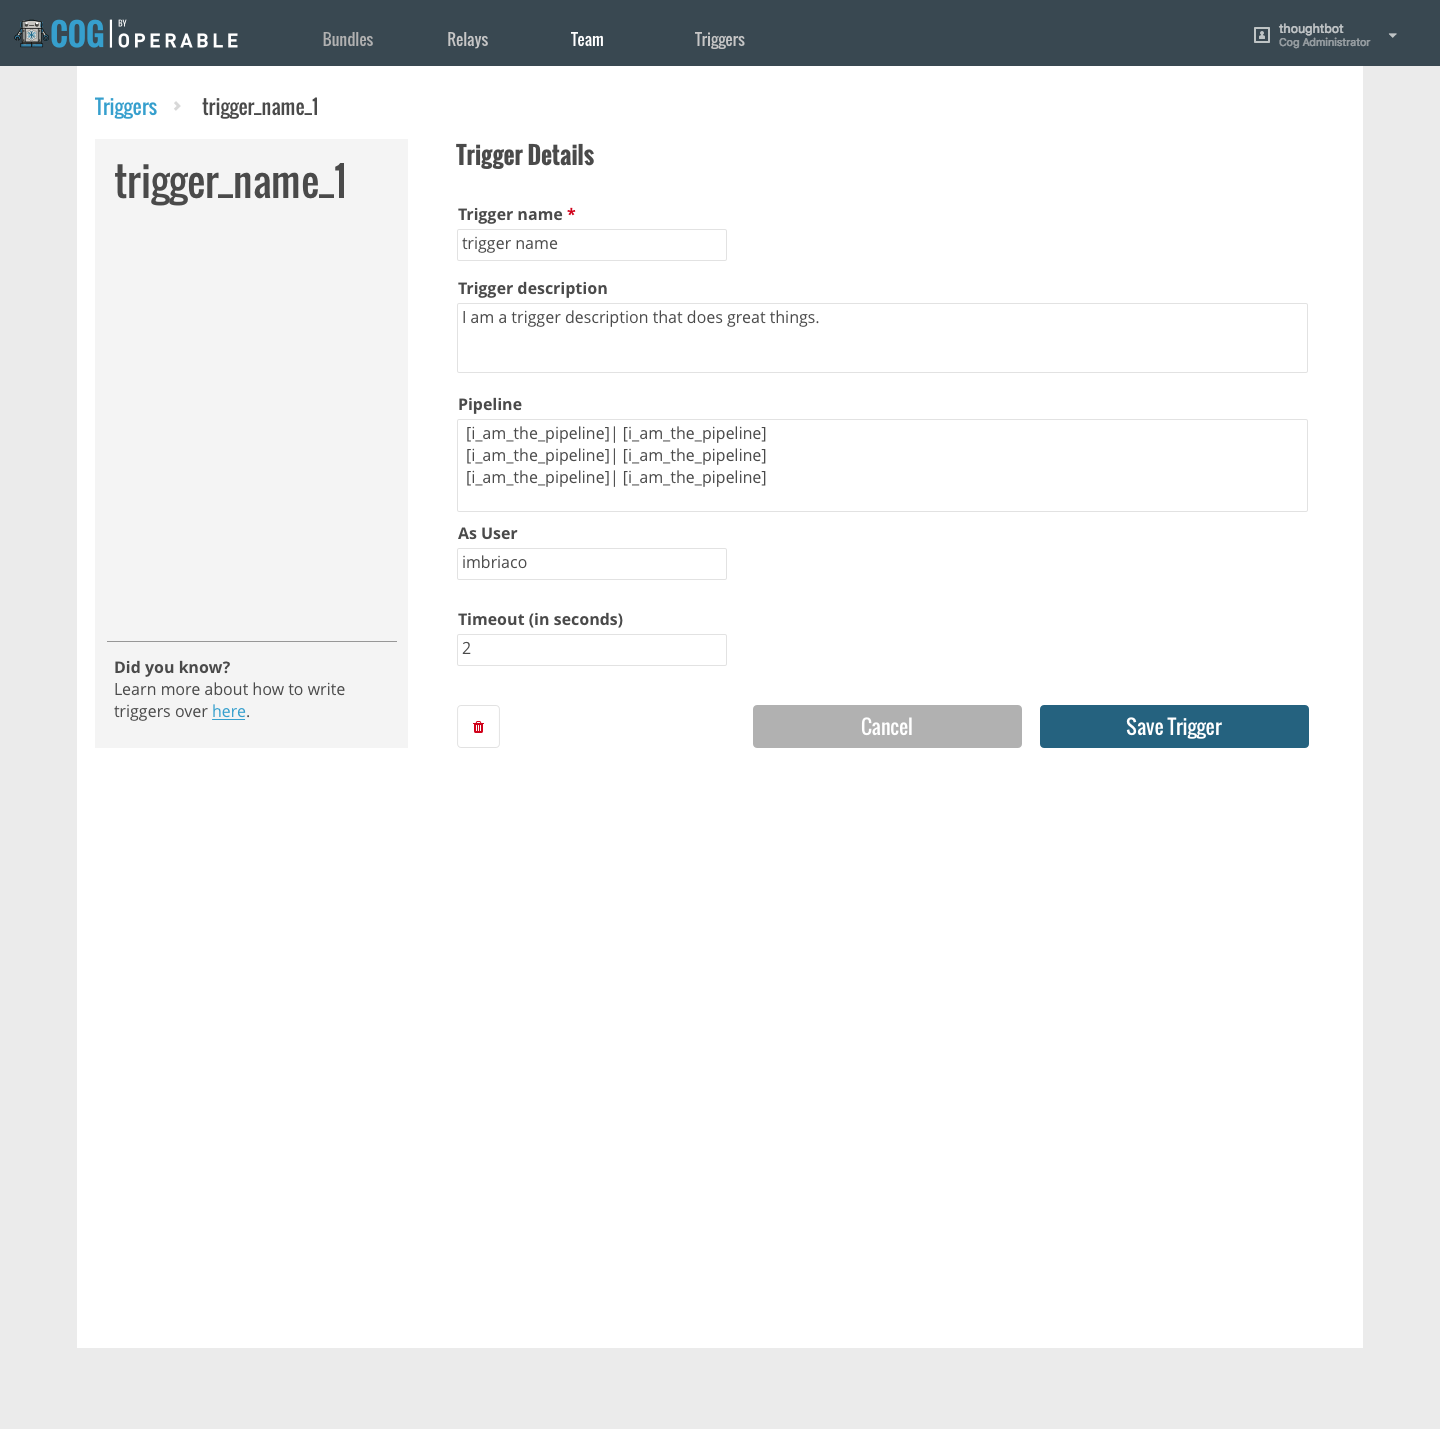 COG BY OPERABLE
Bundles
Relays
Team
Triggers
thoughtbot
Cog Administrator
Triggers
trigger_name_1
trigger_name_1
Did you know?
Learn more about how to write
triggers over here.
Trigger Details
Trigger name *
trigger name
Trigger description
I am a trigger description that does great things.
Pipeline
[i_am_the_pipeline]| [i_am_the_pipeline]
[i_am_the_pipeline]| [i_am_the_pipeline]
[i_am_the_pipeline]| [i_am_the_pipeline]
As User
imbriaco
Timeout (in seconds)
2
Cancel
Save Trigger